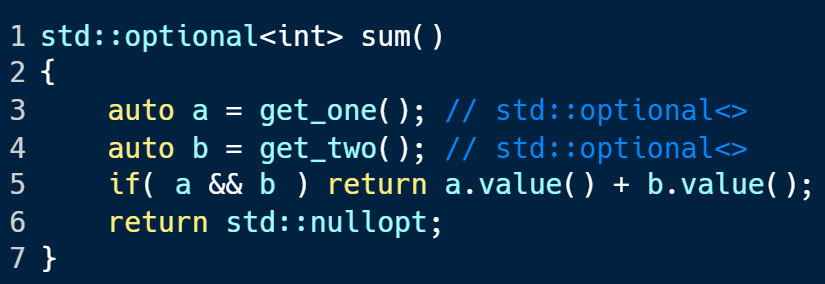 1 std::optional<int> sum()
2 {
3     auto a = get_one(); // std::optional<>
4     auto b = get_two(); // std::optional<>
5     if( a && b ) return a.value() + b.value();
6     return std::nullopt;
7 }